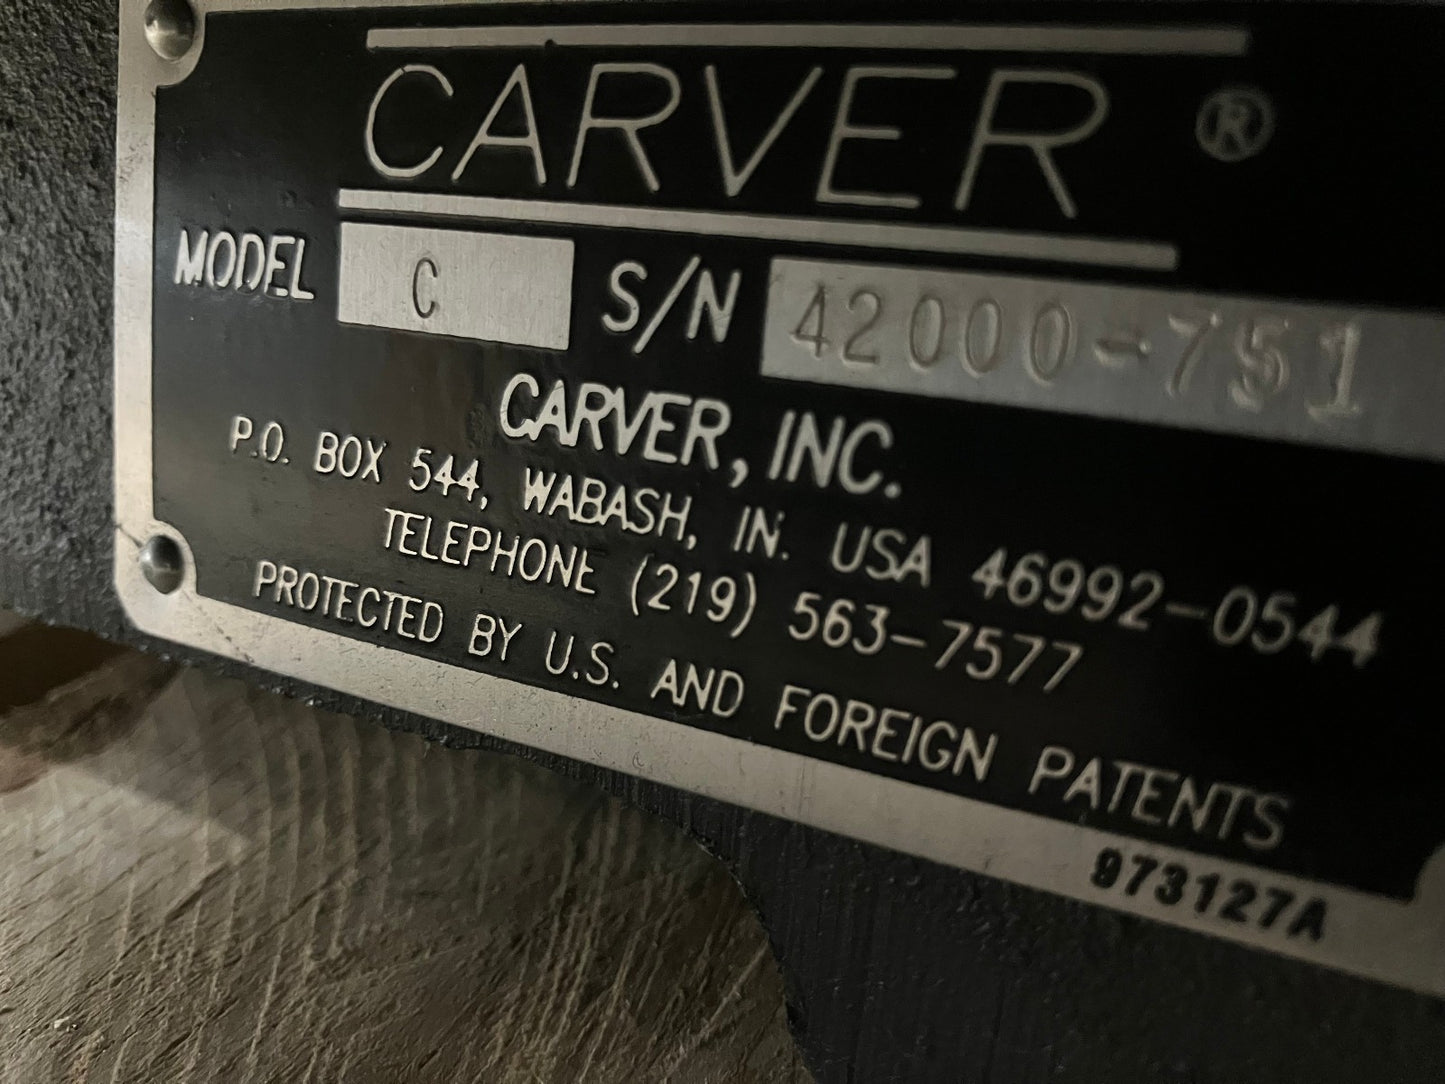 CARVER ®
MODEL C S/N 42000-751
CARVER, INC.
P.O. BOX 544, WABASH, IN. USA 46992-0544
TELEPHONE (219) 563-7577
PROTECTED BY U.S. AND FOREIGN PATENTS
973127A